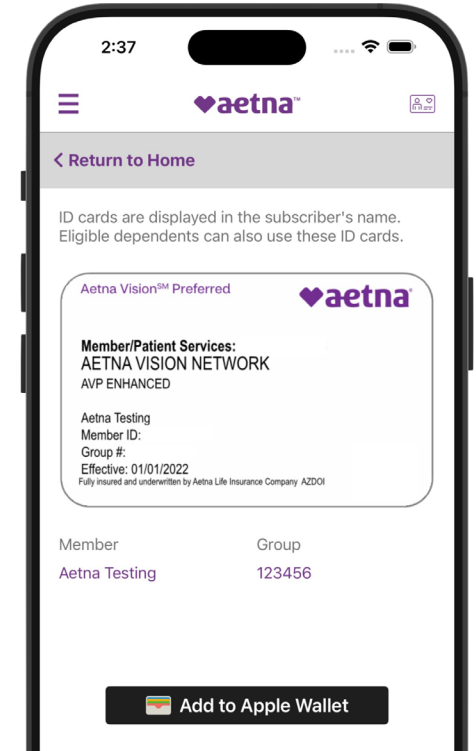 2:37
aetna™
Return to Home
ID cards are displayed in the subscriber's name.
Eligible dependents can also use these ID cards.
Aetna Vision℠ Preferred
aetna
Member/Patient Services:
AETNA VISION NETWORK
AVP ENHANCED
Aetna Testing
Member ID:
Group #:
Effective: 01/01/2022
Fully insured and underwritten by Aetna Life Insurance Company AZDOI
Member Group
Aetna Testing 123456
Add to Apple Wallet